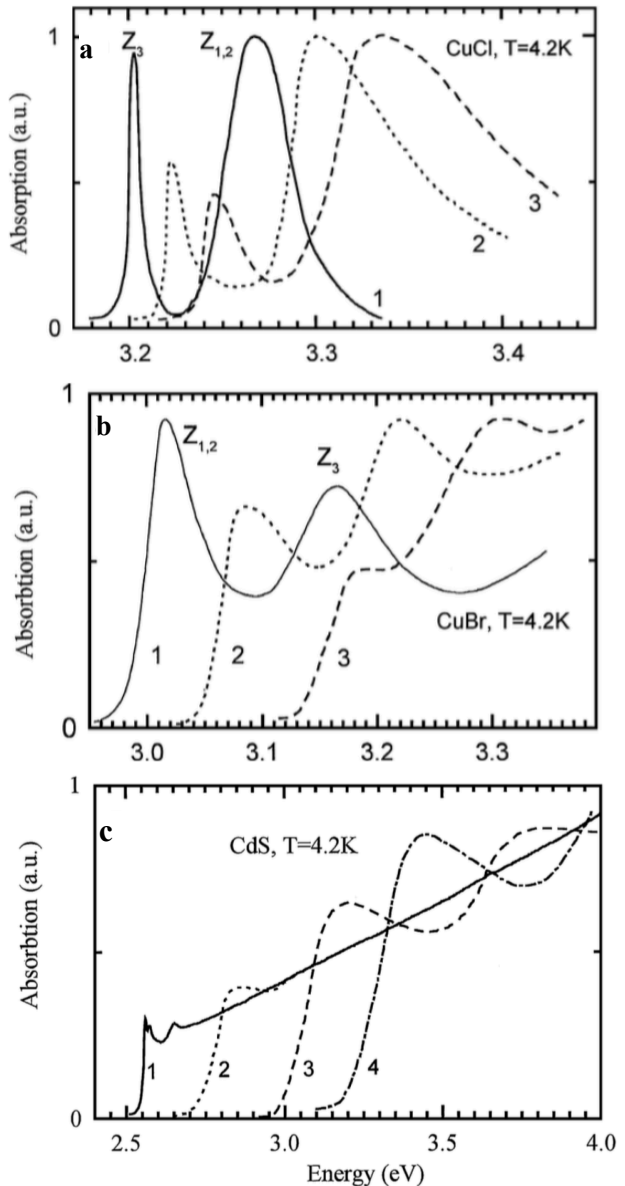 1
a
Z3
Z1,2
CuCl, T=4.2K
Absorption (a.u.)
3
2
1
0
3.2 3.3 3.4
1
b
Z1,2
Z3
Absorbtion (a.u.)
CuBr, T=4.2K
1 2 3
0
3.0 3.1 3.2 3.3
1
c
CdS, T=4.2K
Absorbtion (a.u.)
1 2 3 4
0
2.5 3.0 3.5 4.0
Energy (eV)